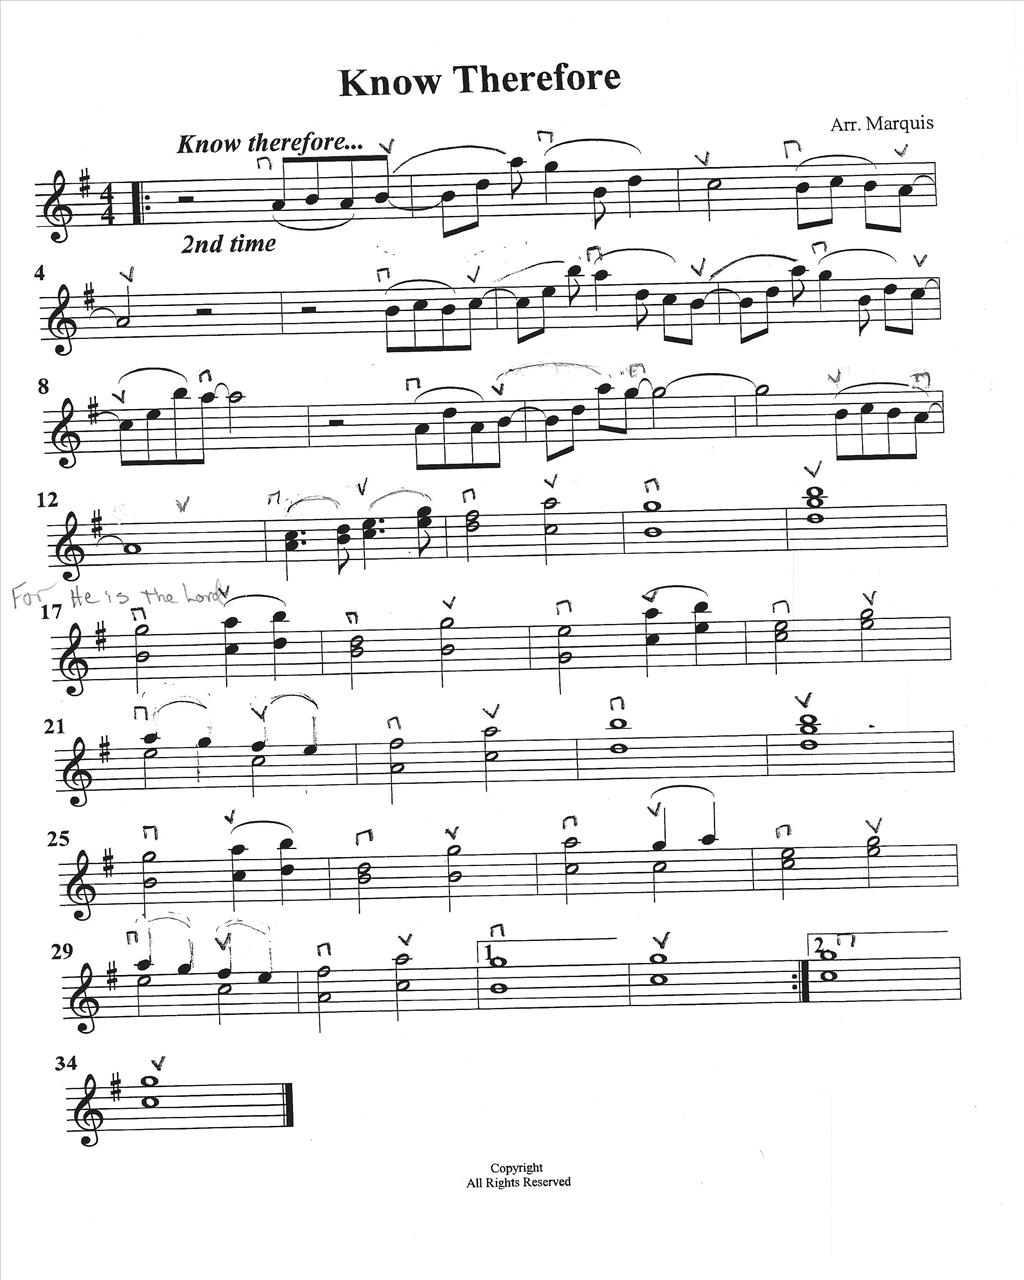 Know Therefore
Arr. Marquis
Know therefore...
4
4
2nd time
4
8
12
For He is the Lord
17
21
25
29
1.
2.
34
Copyright
All Rights Reserved